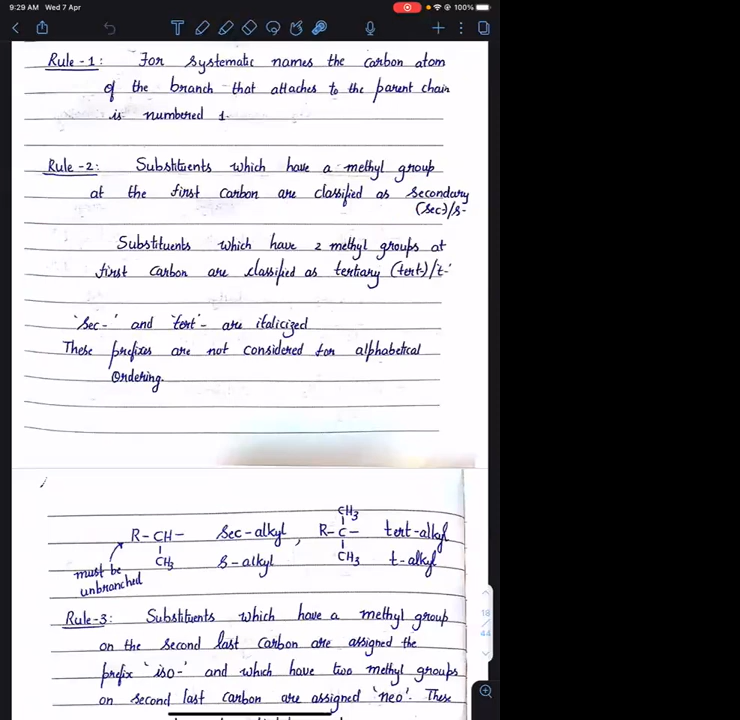 9:29 AM Wed 7 Apr
100%
Rule-1: For systematic names the carbon atom
of the branch that attaches to the parent chain
is numbered 1.
Rule-2: Substituents which have a methyl group
at the first carbon are classified as secondary
(sec-)/s-
Substituents which have 2 methyl groups at
first carbon are classified as tertiary (tert-)/t-
'sec-' and 'tert'- are italicized
These prefixes are not considered for alphabetical
ordering.
R-CH- sec-alkyl, R-C- tert-alkyl
CH3
CH3 s-alkyl CH3 t-alkyl
must be
unbranched
Rule-3: Substituents which have a methyl group
on the second last carbon are assigned the
prefix 'iso-' and which have two methyl groups
on second last carbon are assigned 'neo'. These
18
44